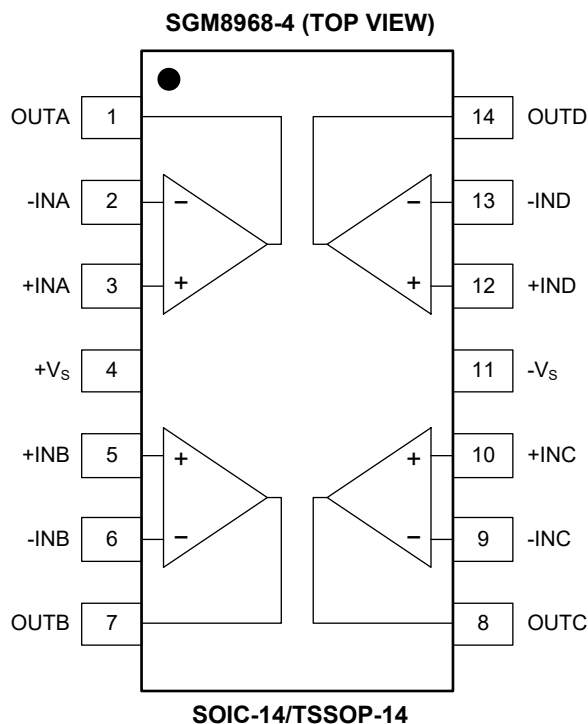 SGM8968-4 (TOP VIEW)
OUTA 1 14 OUTD
-INA 2 − − 13 -IND
+INA 3 + + 12 +IND
+VS 4 11 -VS
+INB 5 + + 10 +INC
-INB 6 − − 9 -INC
OUTB 7 8 OUTC
SOIC-14/TSSOP-14